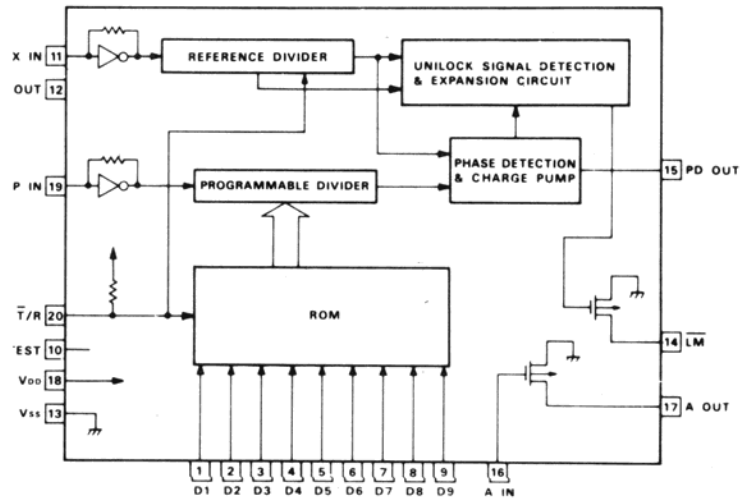 X IN 11
REFERENCE DIVIDER
UNILOCK SIGNAL DETECTION
& EXPANSION CIRCUIT
OUT 12
P IN 19
PROGRAMMABLE DIVIDER
PHASE DETECTION
& CHARGE PUMP
15 PD OUT
T̅/R 20
ROM
14 L̅M̅
EST 10
VDD 18
17 A OUT
VSS 13
1 2 3 4 5 6 7 8 9 16
D1 D2 D3 D4 D5 D6 D7 D8 D9 A IN